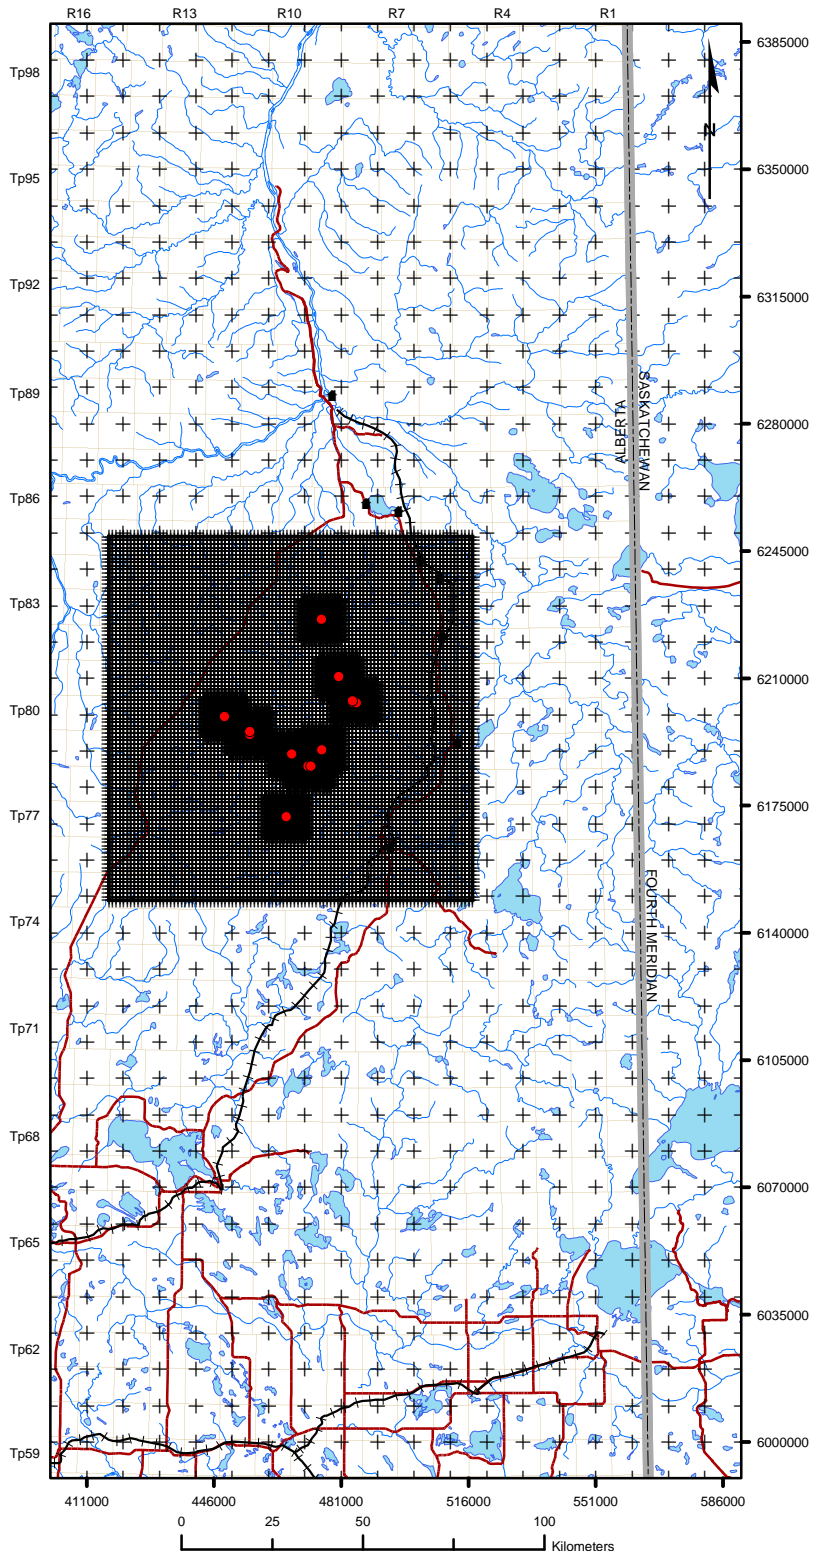 R16 R13 R10 R7 R4 R1
6385000
Tp98
N
6350000
Tp95
Tp92
6315000
Tp89
SASKATCHEWAN
ALBERTA
6280000
Tp86
6245000
Tp83
6210000
Tp80
6175000
Tp77
FOURTH MERIDIAN
Tp74
6140000
Tp71
6105000
Tp68
6070000
Tp65
6035000
Tp62
6000000
Tp59
411000 446000 481000 516000 551000 586000
0 25 50 100
Kilometers